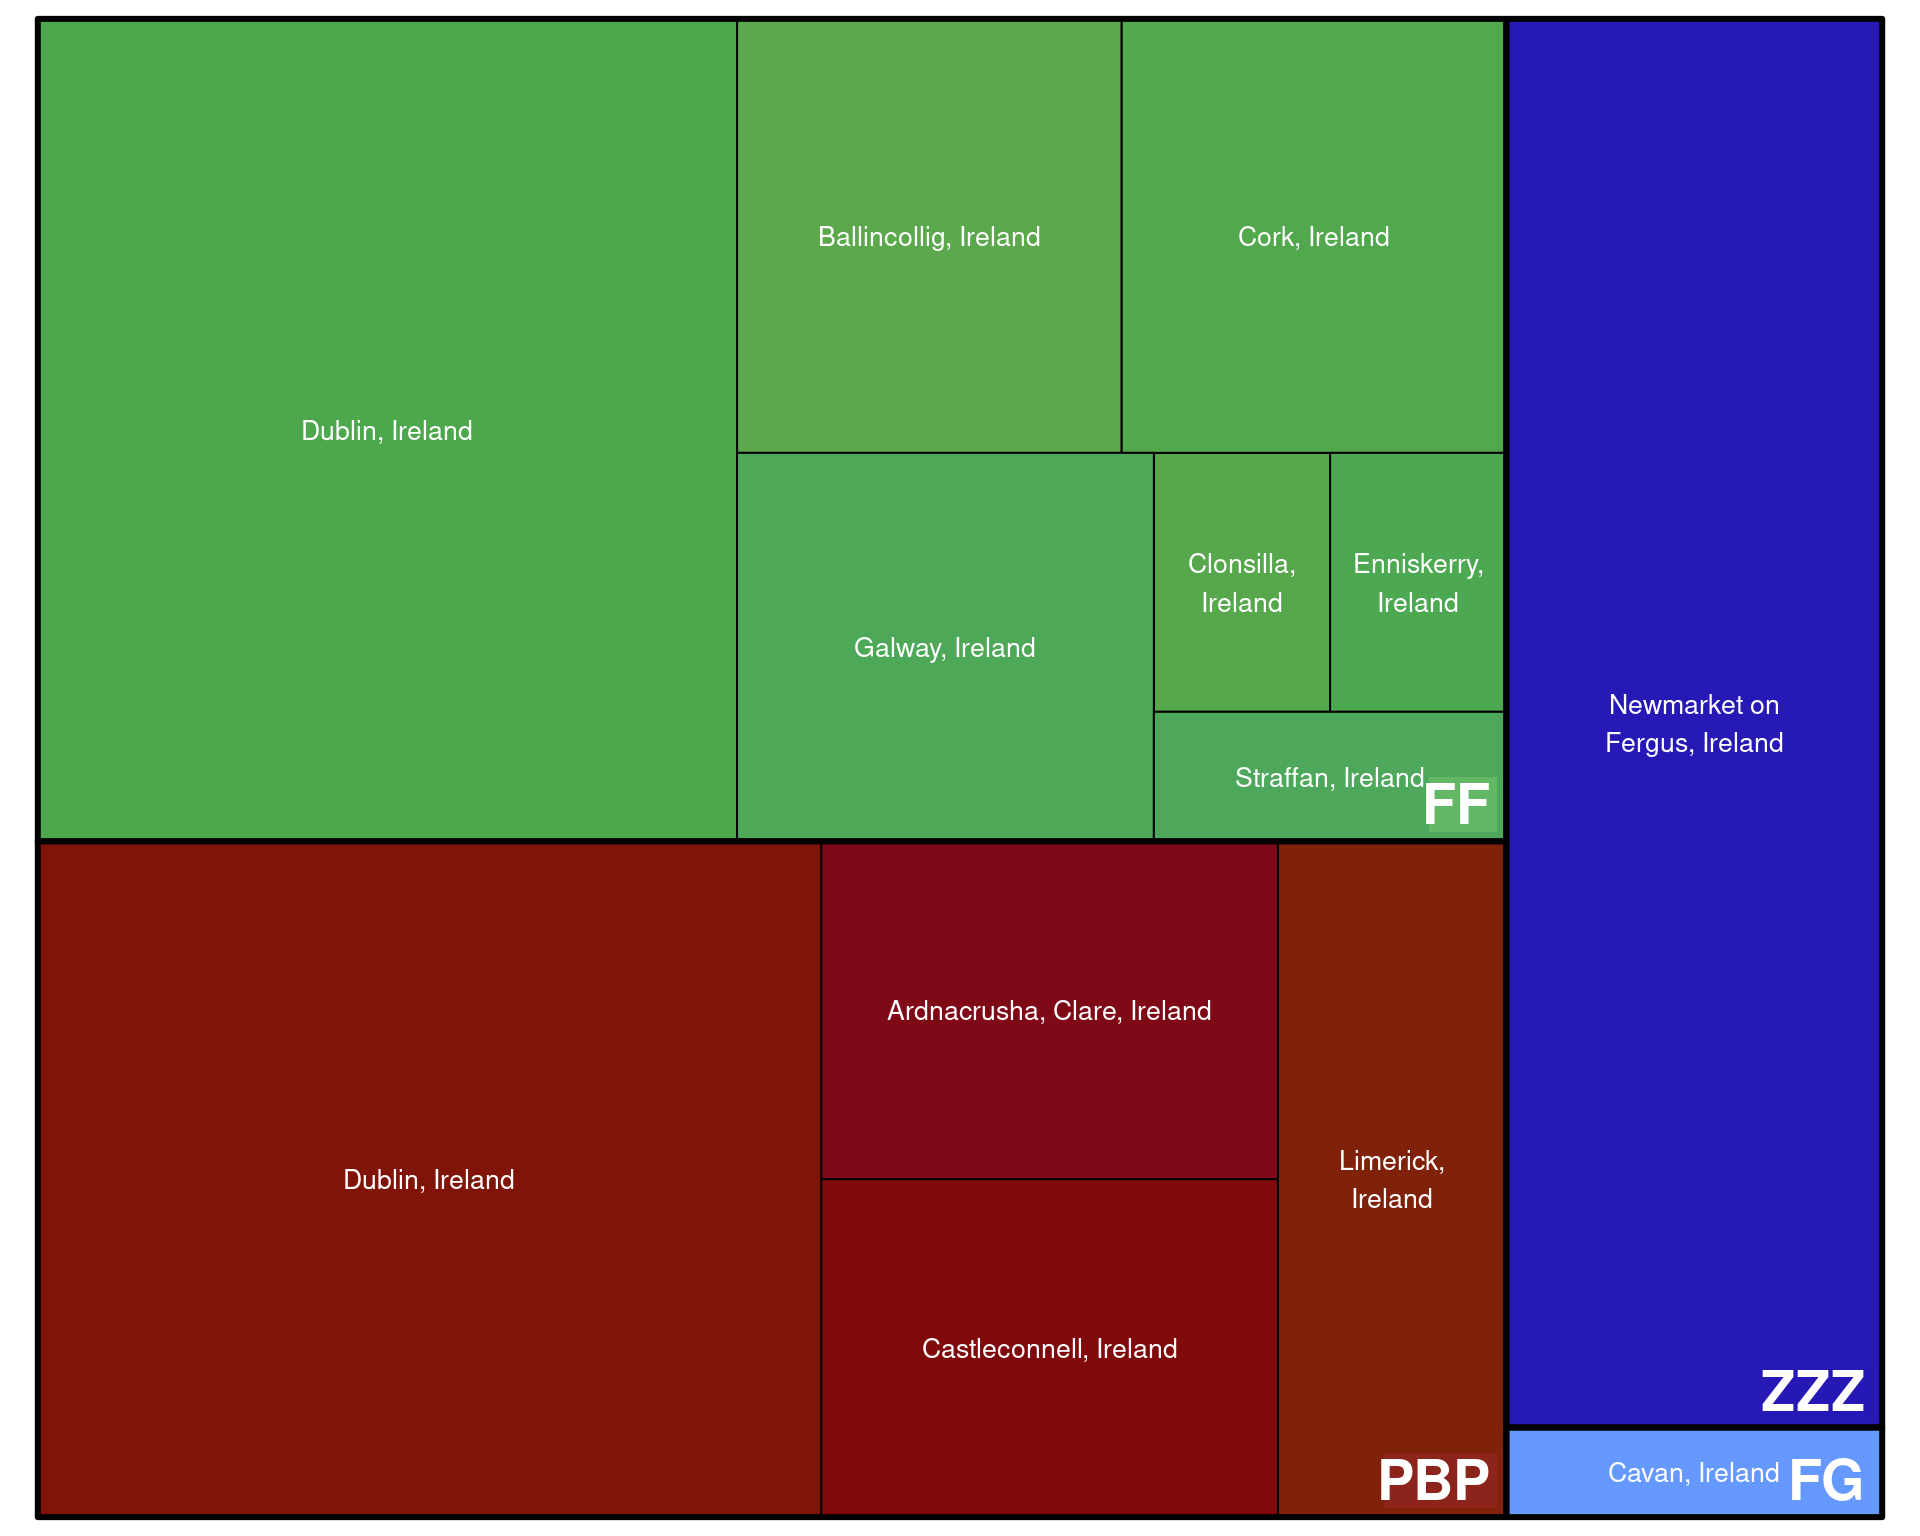 Dublin, Ireland
Ballincollig, Ireland
Cork, Ireland
Galway, Ireland
Clonsilla,
Ireland
Enniskerry,
Ireland
Straffan, Ireland
FF
Dublin, Ireland
Ardnacrusha, Clare, Ireland
Castleconnell, Ireland
Limerick,
Ireland
PBP
Newmarket on
Fergus, Ireland
ZZZ
Cavan, Ireland
FG